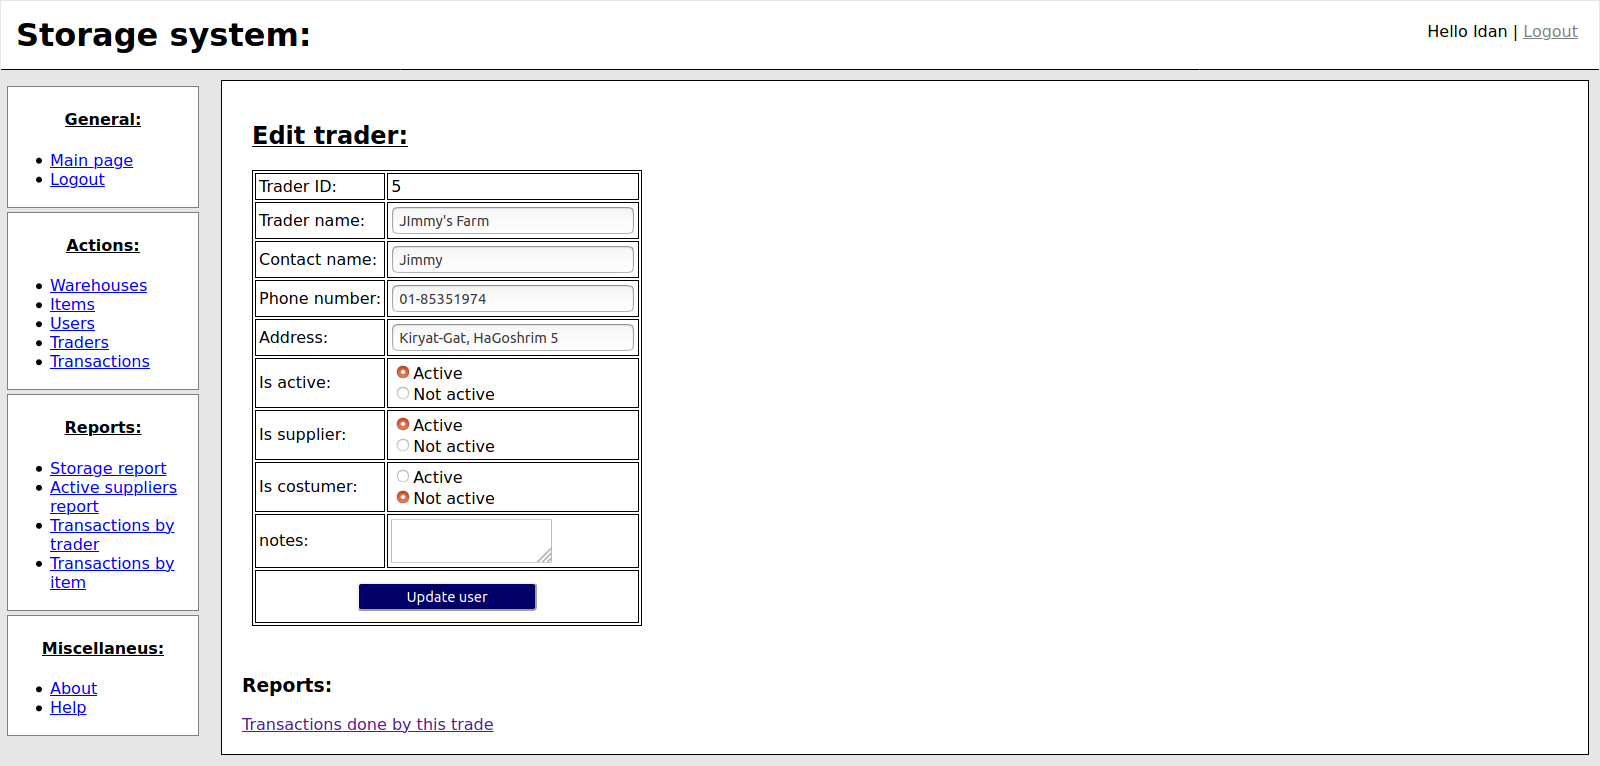 Storage system:
Hello Idan | Logout
General:
Main page
Logout
Actions:
Warehouses
Items
Users
Traders
Transactions
Reports:
Storage report
Active suppliers
report
Transactions by
trader
Transactions by
item
Miscellaneus:
About
Help
Edit trader:
Trader ID: 5
Trader name: JImmy's Farm
Contact name: Jimmy
Phone number: 01-85351974
Address: Kiryat-Gat, HaGoshrim 5
Is active: Active
Not active
Is supplier: Active
Not active
Is costumer: Active
Not active
notes:
Update user
Reports:
Transactions done by this trade